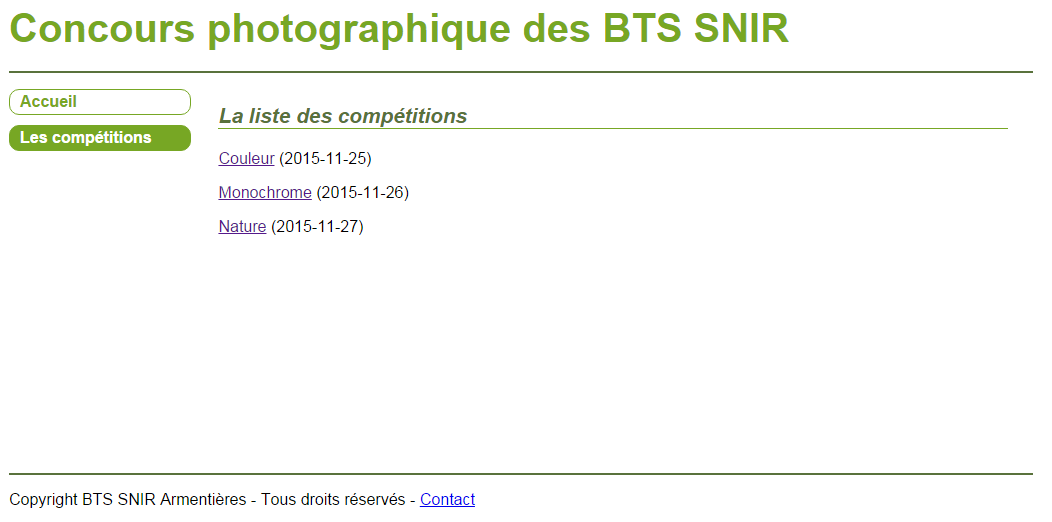 Concours photographique des BTS SNIR
Accueil
Les compétitions
La liste des compétitions
Couleur (2015-11-25)
Monochrome (2015-11-26)
Nature (2015-11-27)
Copyright BTS SNIR Armentières - Tous droits réservés - Contact